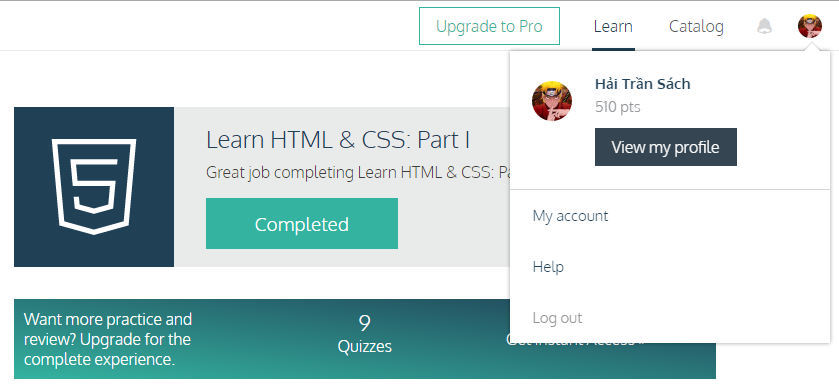 Upgrade to Pro
Learn
Catalog
Hải Trần Sách
510 pts
View my profile
My account
Help
Log out
Learn HTML & CSS: Part I
Great job completing Learn HTML & CSS:
Completed
Want more practice and
review? Upgrade for the
complete experience.
9
Quizzes
Get Instant Access